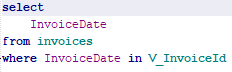 select
InvoiceDate
from invoices
where InvoiceDate in V_InvoiceId